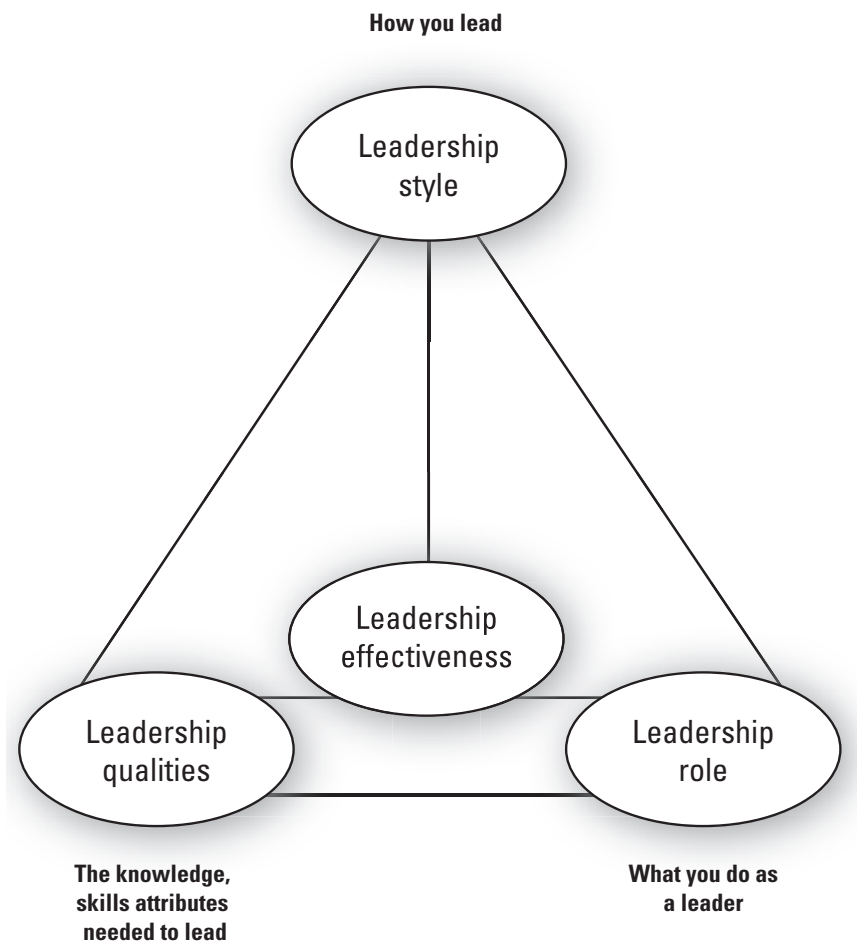 How you lead
Leadership
style
Leadership
effectiveness
Leadership
qualities
Leadership
role
The knowledge,
skills attributes
needed to lead
What you do as
a leader